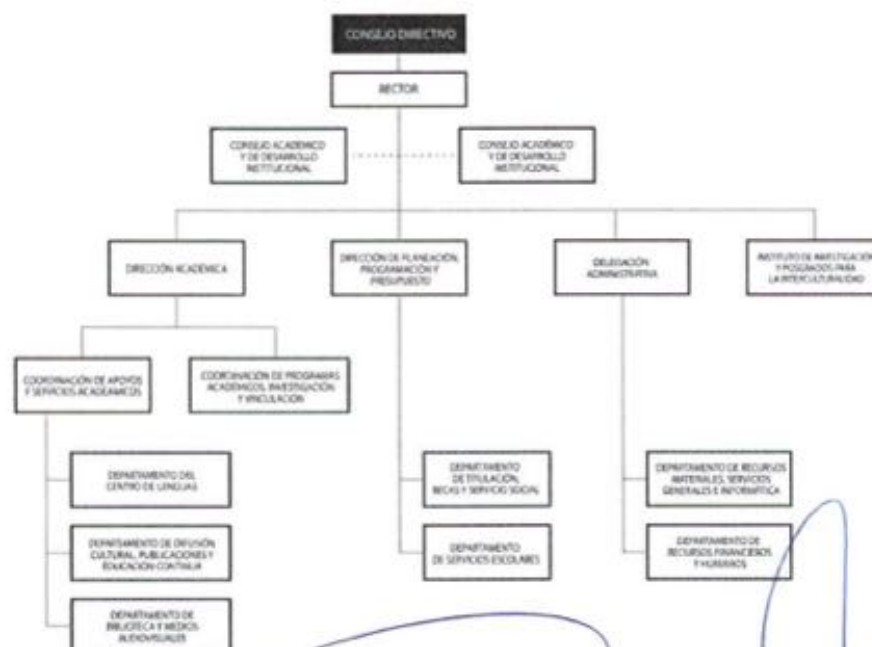 CONSEJO DIRECTIVO
RECTOR
CONSEJO ACADÉMICO
Y DE DESARROLLO
INSTITUCIONAL
CONSEJO ACADÉMICO
Y DE DESARROLLO
INSTITUCIONAL
DIRECCIÓN ACADÉMICA
DIRECCIÓN DE PLANEACIÓN,
PROGRAMACIÓN Y
PRESUPUESTO
DELEGACIÓN
ADMINISTRATIVA
INSTITUTO DE INVESTIGACIÓN
Y POSGRADOS PARA
LA INTERCULTURALIDAD
COORDINACIÓN DE APOYOS
Y SERVICIOS ACADÉMICOS
COORDINACIÓN DE PROGRAMAS
ACADÉMICOS, INVESTIGACIÓN
Y VINCULACIÓN
DEPARTAMENTO DEL
CENTRO DE LENGUAS
DEPARTAMENTO
DE TITULACIÓN,
BECAS Y SERVICIO SOCIAL
DEPARTAMENTO DE RECURSOS
MATERIALES, SERVICIOS
GENERALES E INFORMÁTICA
DEPARTAMENTO DE DIFUSIÓN
CULTURAL, PUBLICACIONES Y
EDUCACIÓN CONTINUA
DEPARTAMENTO
DE SERVICIOS ESCOLARES
DEPARTAMENTO DE
RECURSOS FINANCIEROS
Y HUMANOS
DEPARTAMENTO DE
BIBLIOTECA Y MEDIOS
AUDIOVISUALES